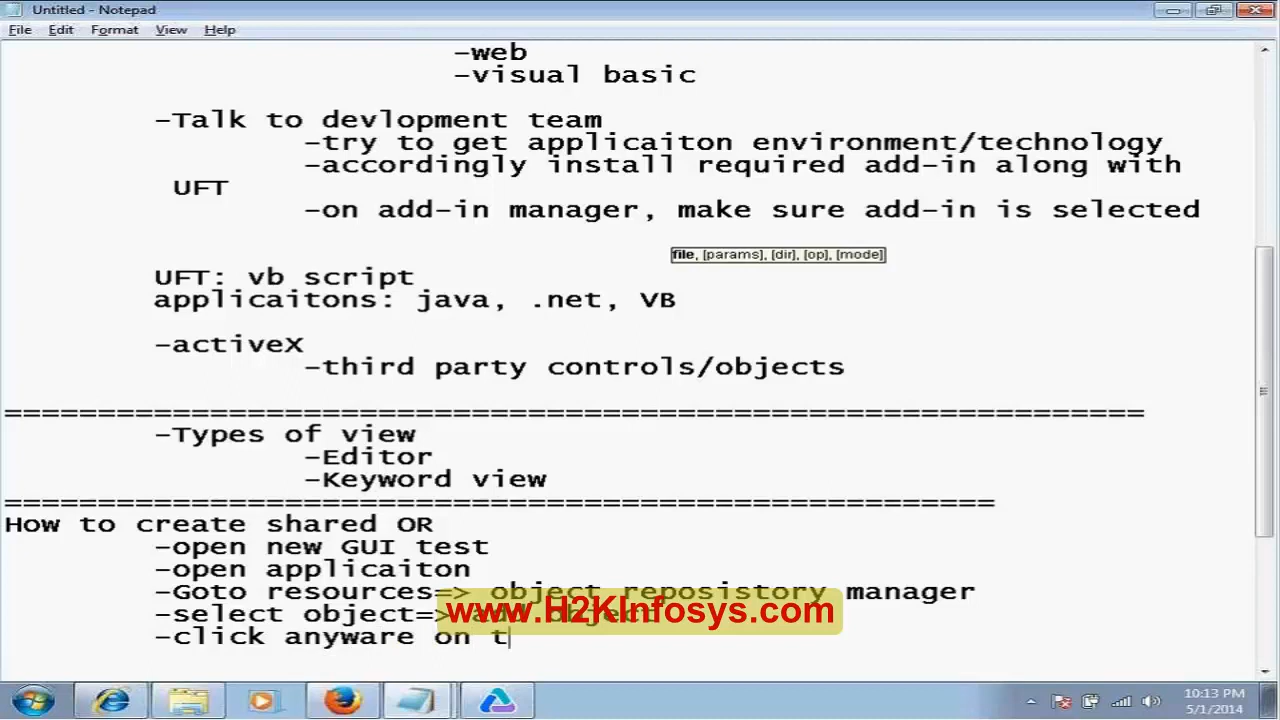 Untitled - Notepad
File Edit Format View Help
-web
-visual basic
-Talk to devlopment team
-try to get applicaiton environment/technology
-accordingly install required add-in along with
UFT
-on add-in manager, make sure add-in is selected
file, [params], [dir], [op], [mode]
UFT: vb script
applicaitons: java, .net, VB
-activeX
-third party controls/objects
=============================================================
-Types of view
-Editor
-Keyword view
=====================================================
How to create shared OR
-open new GUI test
-open applicaiton
-Goto resources=> object reposistory manager
-select object=> add object
www.H2KInfosys.com
-click anyware on t
10:13 PM
5/1/2014